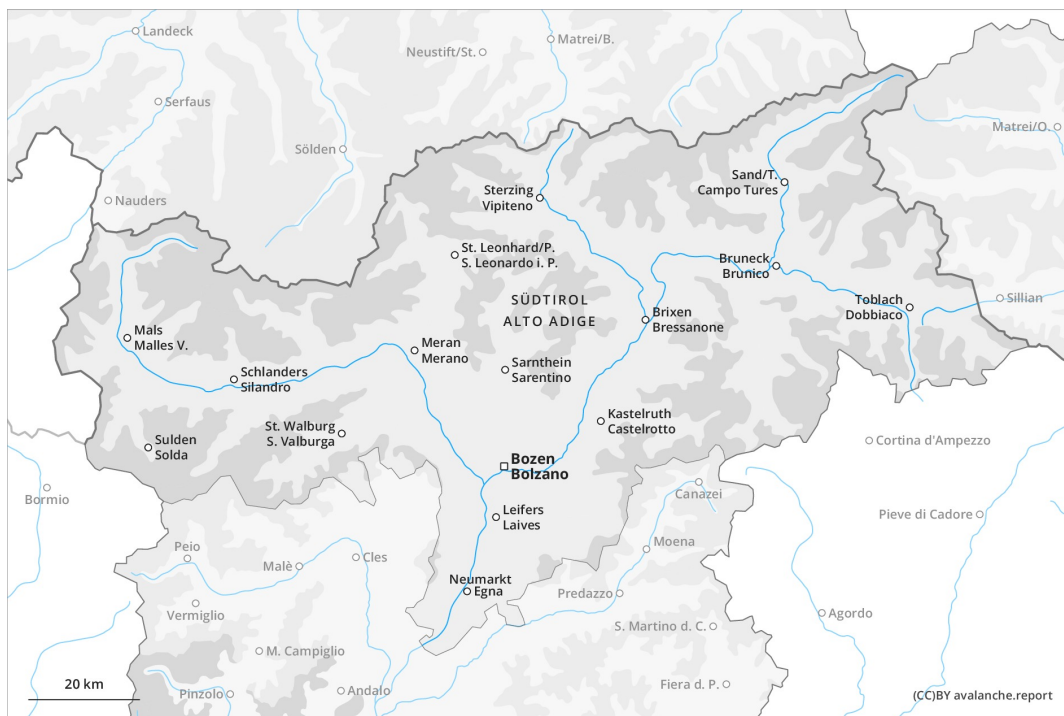 Landeck
Neustift/St.
Matrei/B.
Serfaus
Matrei/O.
Sölden
Nauders
Sand/T.
Campo Tures
Sterzing
Vipiteno
St. Leonhard/P.
S. Leonardo i. P.
Bruneck
Brunico
SÜDTIROL
ALTO ADIGE
Toblach
Dobbiaco
Sillian
Brixen
Bressanone
Mals
Malles V.
Meran
Merano
Sarnthein
Sarentino
Schlanders
Silandro
Kastelruth
Castelrotto
St. Walburg
S. Valburga
Sulden
Solda
Cortina d'Ampezzo
Bozen
Bolzano
Bormio
Canazei
Leifers
Laives
Pieve di Cadore
Peio
Moena
Cles
Malè
Neumarkt
Egna
Predazzo
Vermiglio
Agordo
S. Martino d. C.
M. Campiglio
20 km
Pinzolo
Andalo
Fiera d. P.
(CC)BY avalanche.report